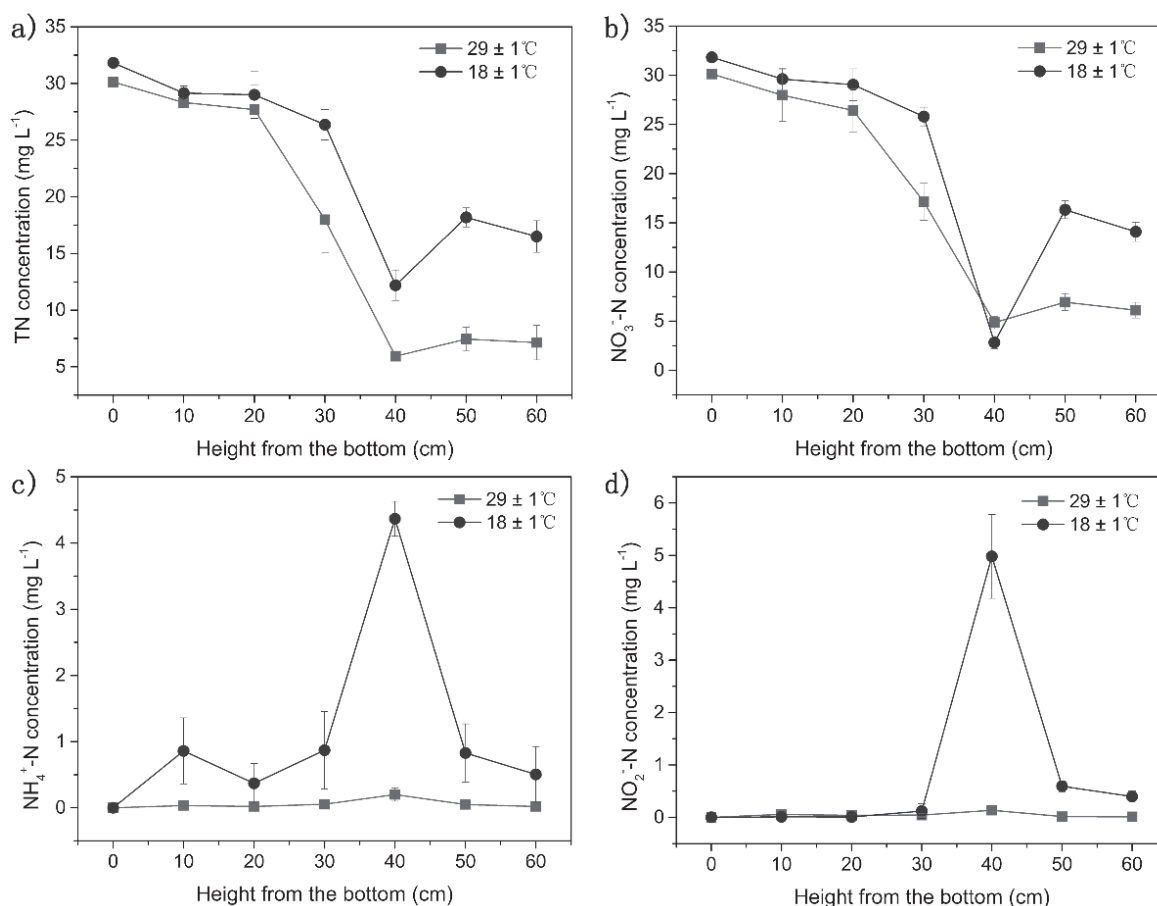 a)
29 ± 1℃
18 ± 1℃
TN concentration (mg L⁻¹)
35
30
25
20
15
10
5
0 10 20 30 40 50 60
Height from the bottom (cm)
b)
29 ± 1℃
18 ± 1℃
NO₃⁻-N concentration (mg L⁻¹)
35
30
25
20
15
10
5
0
0 10 20 30 40 50 60
Height from the bottom (cm)
c)
29 ± 1℃
18 ± 1℃
NH₄⁺-N concentration (mg L⁻¹)
5
4
3
2
1
0
0 10 20 30 40 50 60
Height from the bottom (cm)
d)
29 ± 1℃
18 ± 1℃
NO₂⁻-N concentration (mg L⁻¹)
6
5
4
3
2
1
0
0 10 20 30 40 50 60
Height from the bottom (cm)